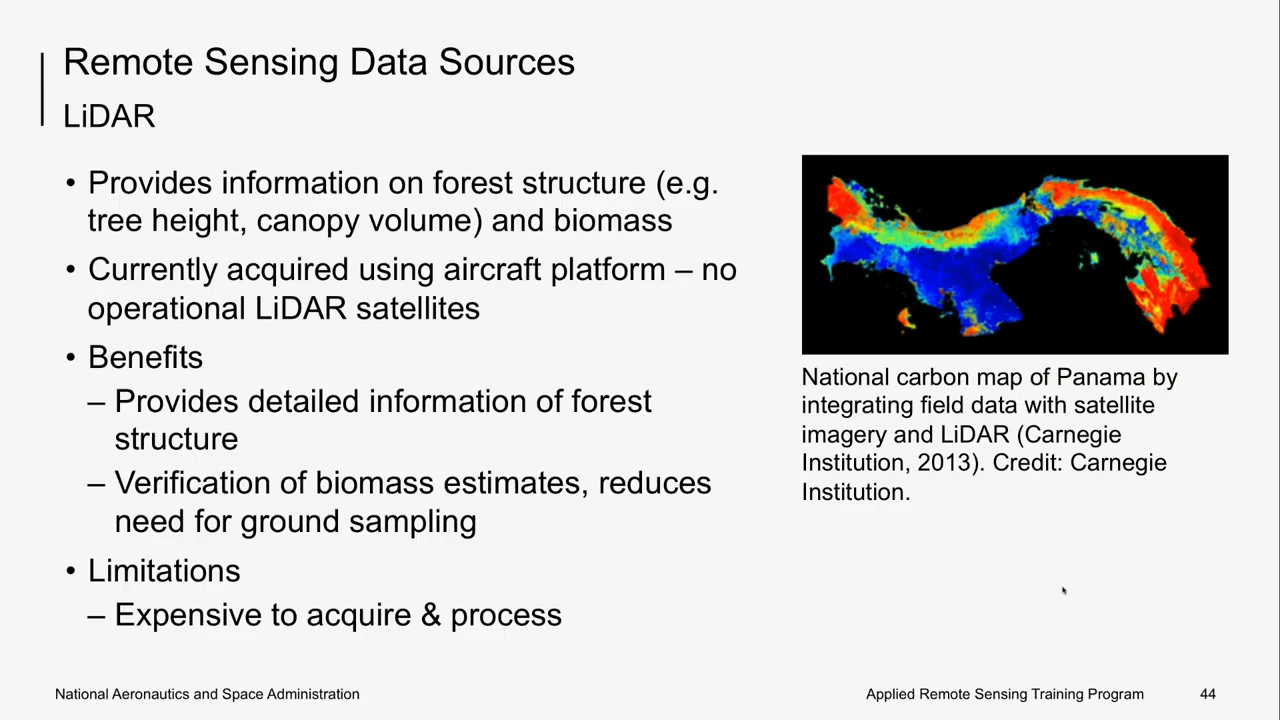 Remote Sensing Data Sources
LiDAR
• Provides information on forest structure (e.g.
tree height, canopy volume) and biomass
• Currently acquired using aircraft platform – no
operational LiDAR satellites
• Benefits
– Provides detailed information of forest
structure
– Verification of biomass estimates, reduces
need for ground sampling
• Limitations
– Expensive to acquire & process
National carbon map of Panama by
integrating field data with satellite
imagery and LiDAR (Carnegie
Institution, 2013). Credit: Carnegie
Institution.
National Aeronautics and Space Administration
Applied Remote Sensing Training Program
44